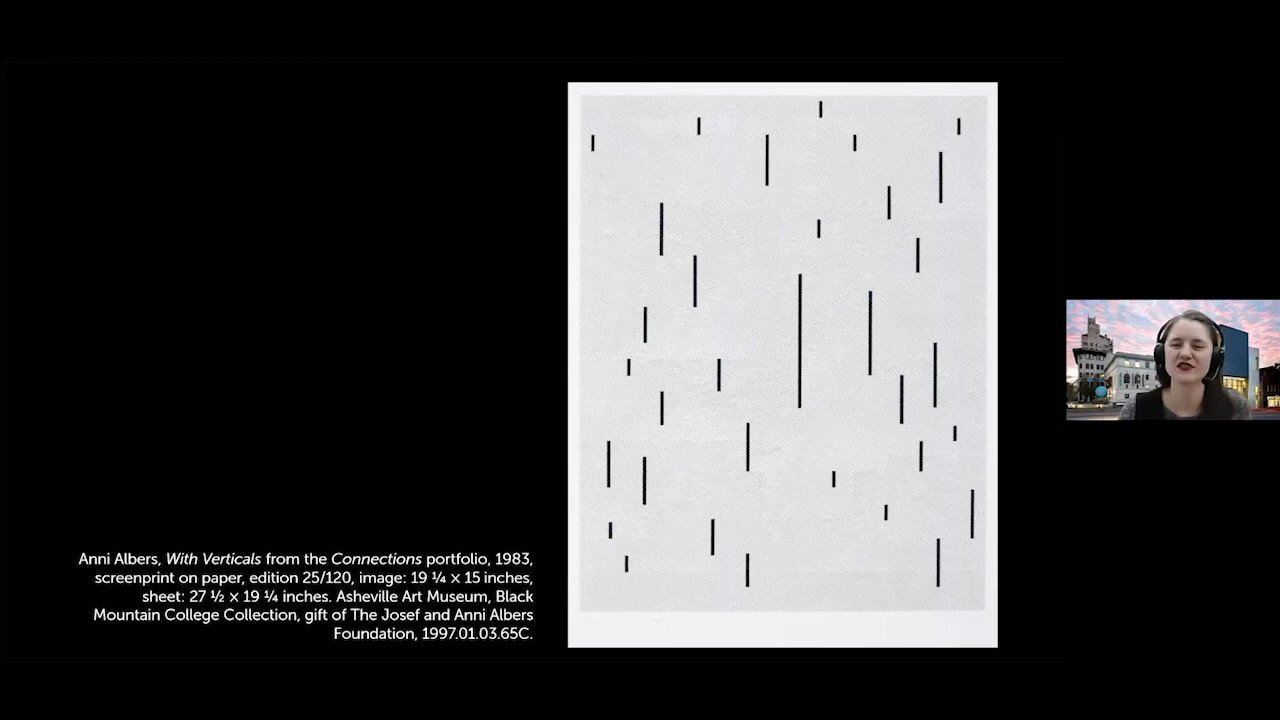 Anni Albers, With Verticals from the Connections portfolio, 1983,
screenprint on paper, edition 25/120, image: 19 ¼ × 15 inches,
sheet: 27 ½ × 19 ¼ inches. Asheville Art Museum, Black
Mountain College Collection, gift of The Josef and Anni Albers
Foundation, 1997.01.03.65C.